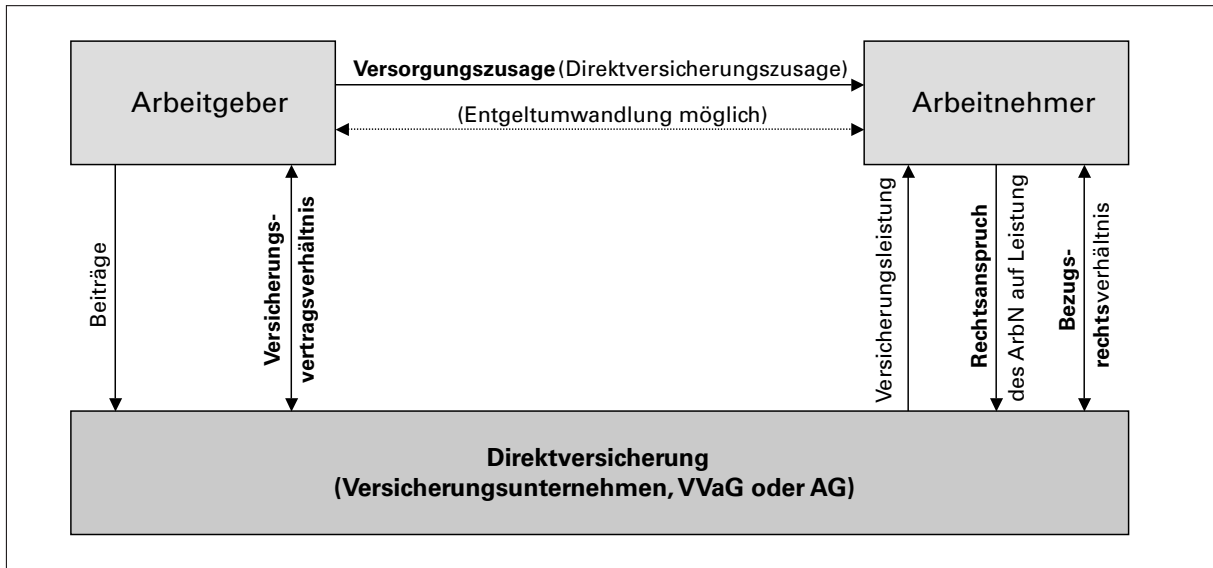 Versorgungszusage (Direktversicherungszusage)
Arbeitgeber
Arbeitnehmer
(Entgeltumwandlung möglich)
Beiträge
Versicherungs-
vertragsverhältnis
Versicherungsleistung
Rechtsanspruch
des ArbN auf Leistung
Bezugs-
rechtsverhältnis
Direktversicherung
(Versicherungsunternehmen, VVaG oder AG)